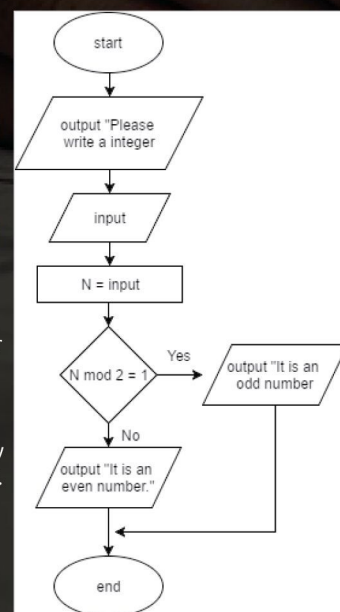 start
output "Please
write a integer
input
N = input
N mod 2 = 1
Yes
output "It is an
odd number
No
output "It is an
even number."
end